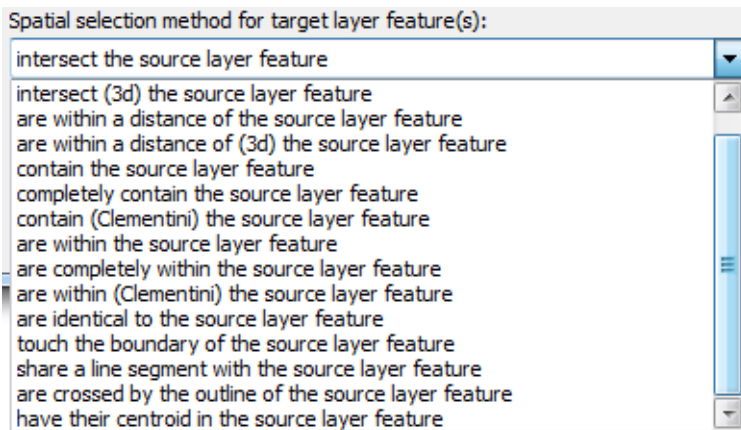 Spatial selection method for target layer feature(s):
intersect the source layer feature
intersect (3d) the source layer feature
are within a distance of the source layer feature
are within a distance of (3d) the source layer feature
contain the source layer feature
completely contain the source layer feature
contain (Clementini) the source layer feature
are within the source layer feature
are completely within the source layer feature
are within (Clementini) the source layer feature
are identical to the source layer feature
touch the boundary of the source layer feature
share a line segment with the source layer feature
are crossed by the outline of the source layer feature
have their centroid in the source layer feature